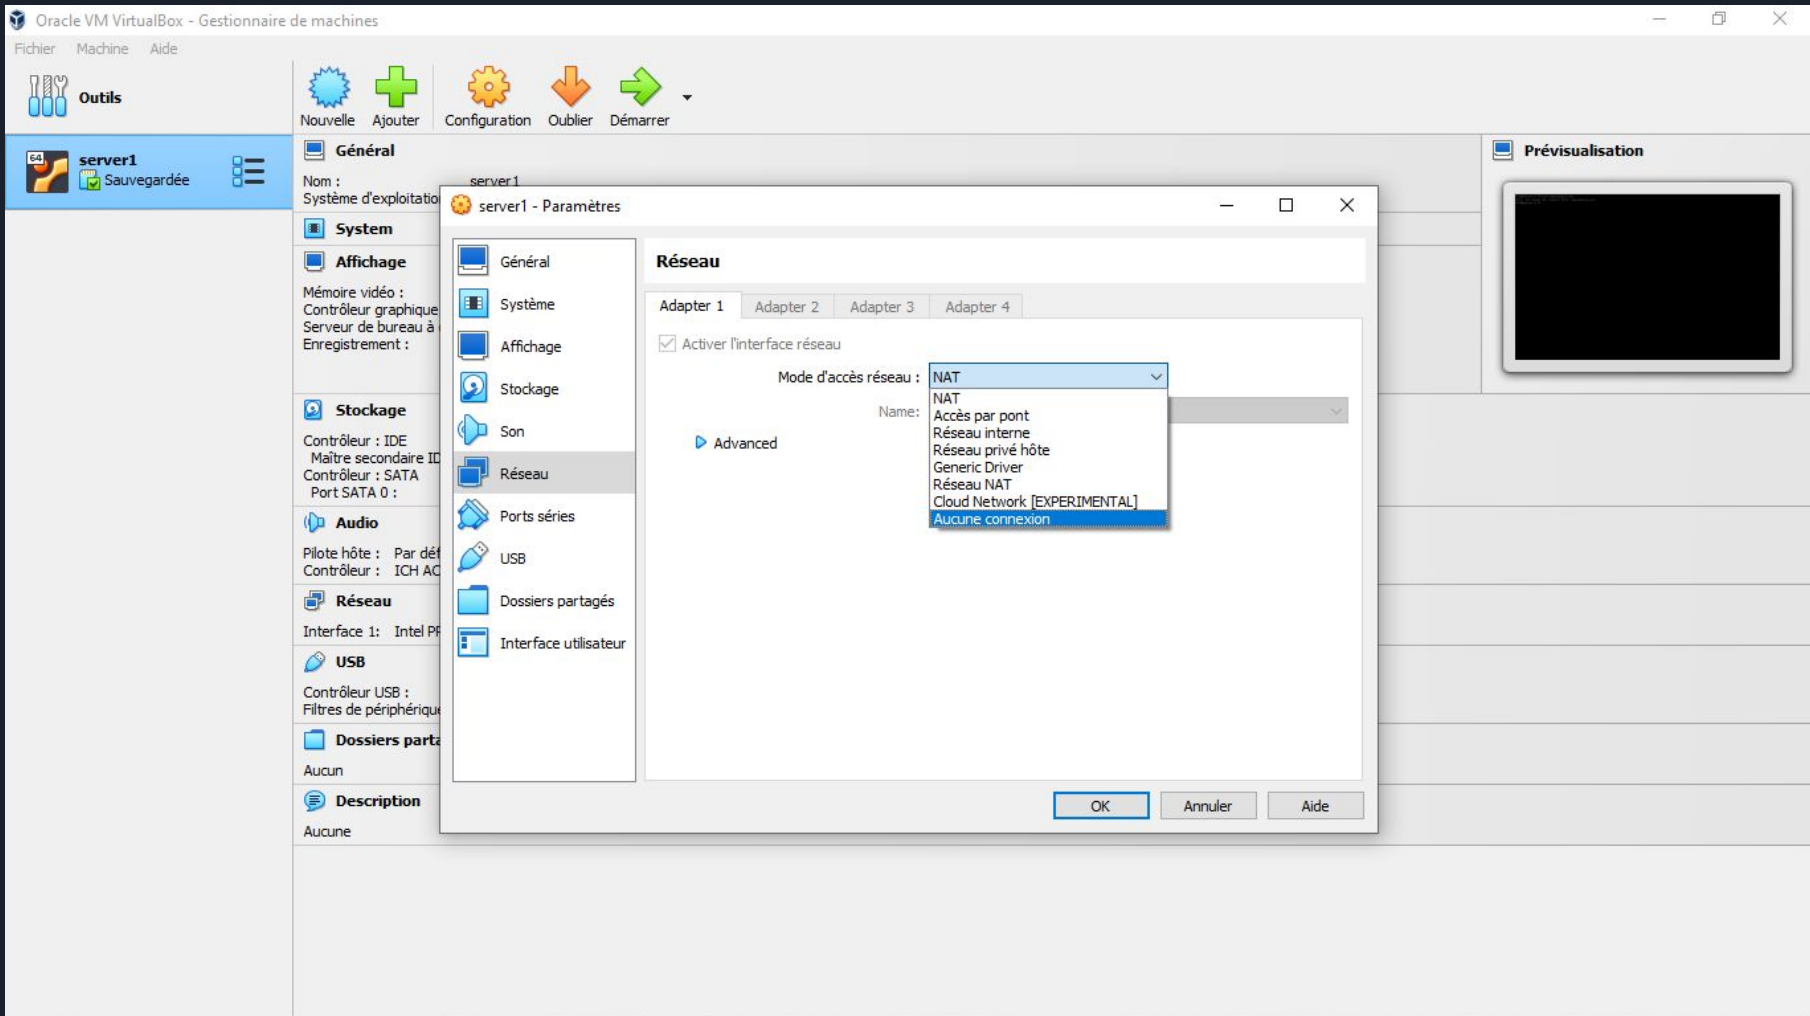 Oracle VM VirtualBox - Gestionnaire de machines
Fichier Machine Aide
Outils
Nouvelle Ajouter Configuration Oublier Démarrer
64
server1
Sauvegardée
Général
Nom : server1
Système d'exploitatio
System
Affichage
Mémoire vidéo :
Contrôleur graphique
Serveur de bureau à
Enregistrement :
Stockage
Contrôleur : IDE
Maître secondaire ID
Contrôleur : SATA
Port SATA 0 :
Audio
Pilote hôte : Par déf
Contrôleur : ICH AC
Réseau
Interface 1: Intel PR
USB
Contrôleur USB :
Filtres de périphérique
Dossiers parta
Aucun
Description
Aucune
Prévisualisation
server1 - Paramètres
Général
Système
Affichage
Stockage
Son
Réseau
Ports séries
USB
Dossiers partagés
Interface utilisateur
Réseau
Adapter 1 Adapter 2 Adapter 3 Adapter 4
Activer l'interface réseau
Mode d'accès réseau : NAT
NAT
Accès par pont
Réseau interne
Réseau privé hôte
Generic Driver
Réseau NAT
Cloud Network [EXPERIMENTAL]
Aucune connexion
Name:
Advanced
OK Annuler Aide